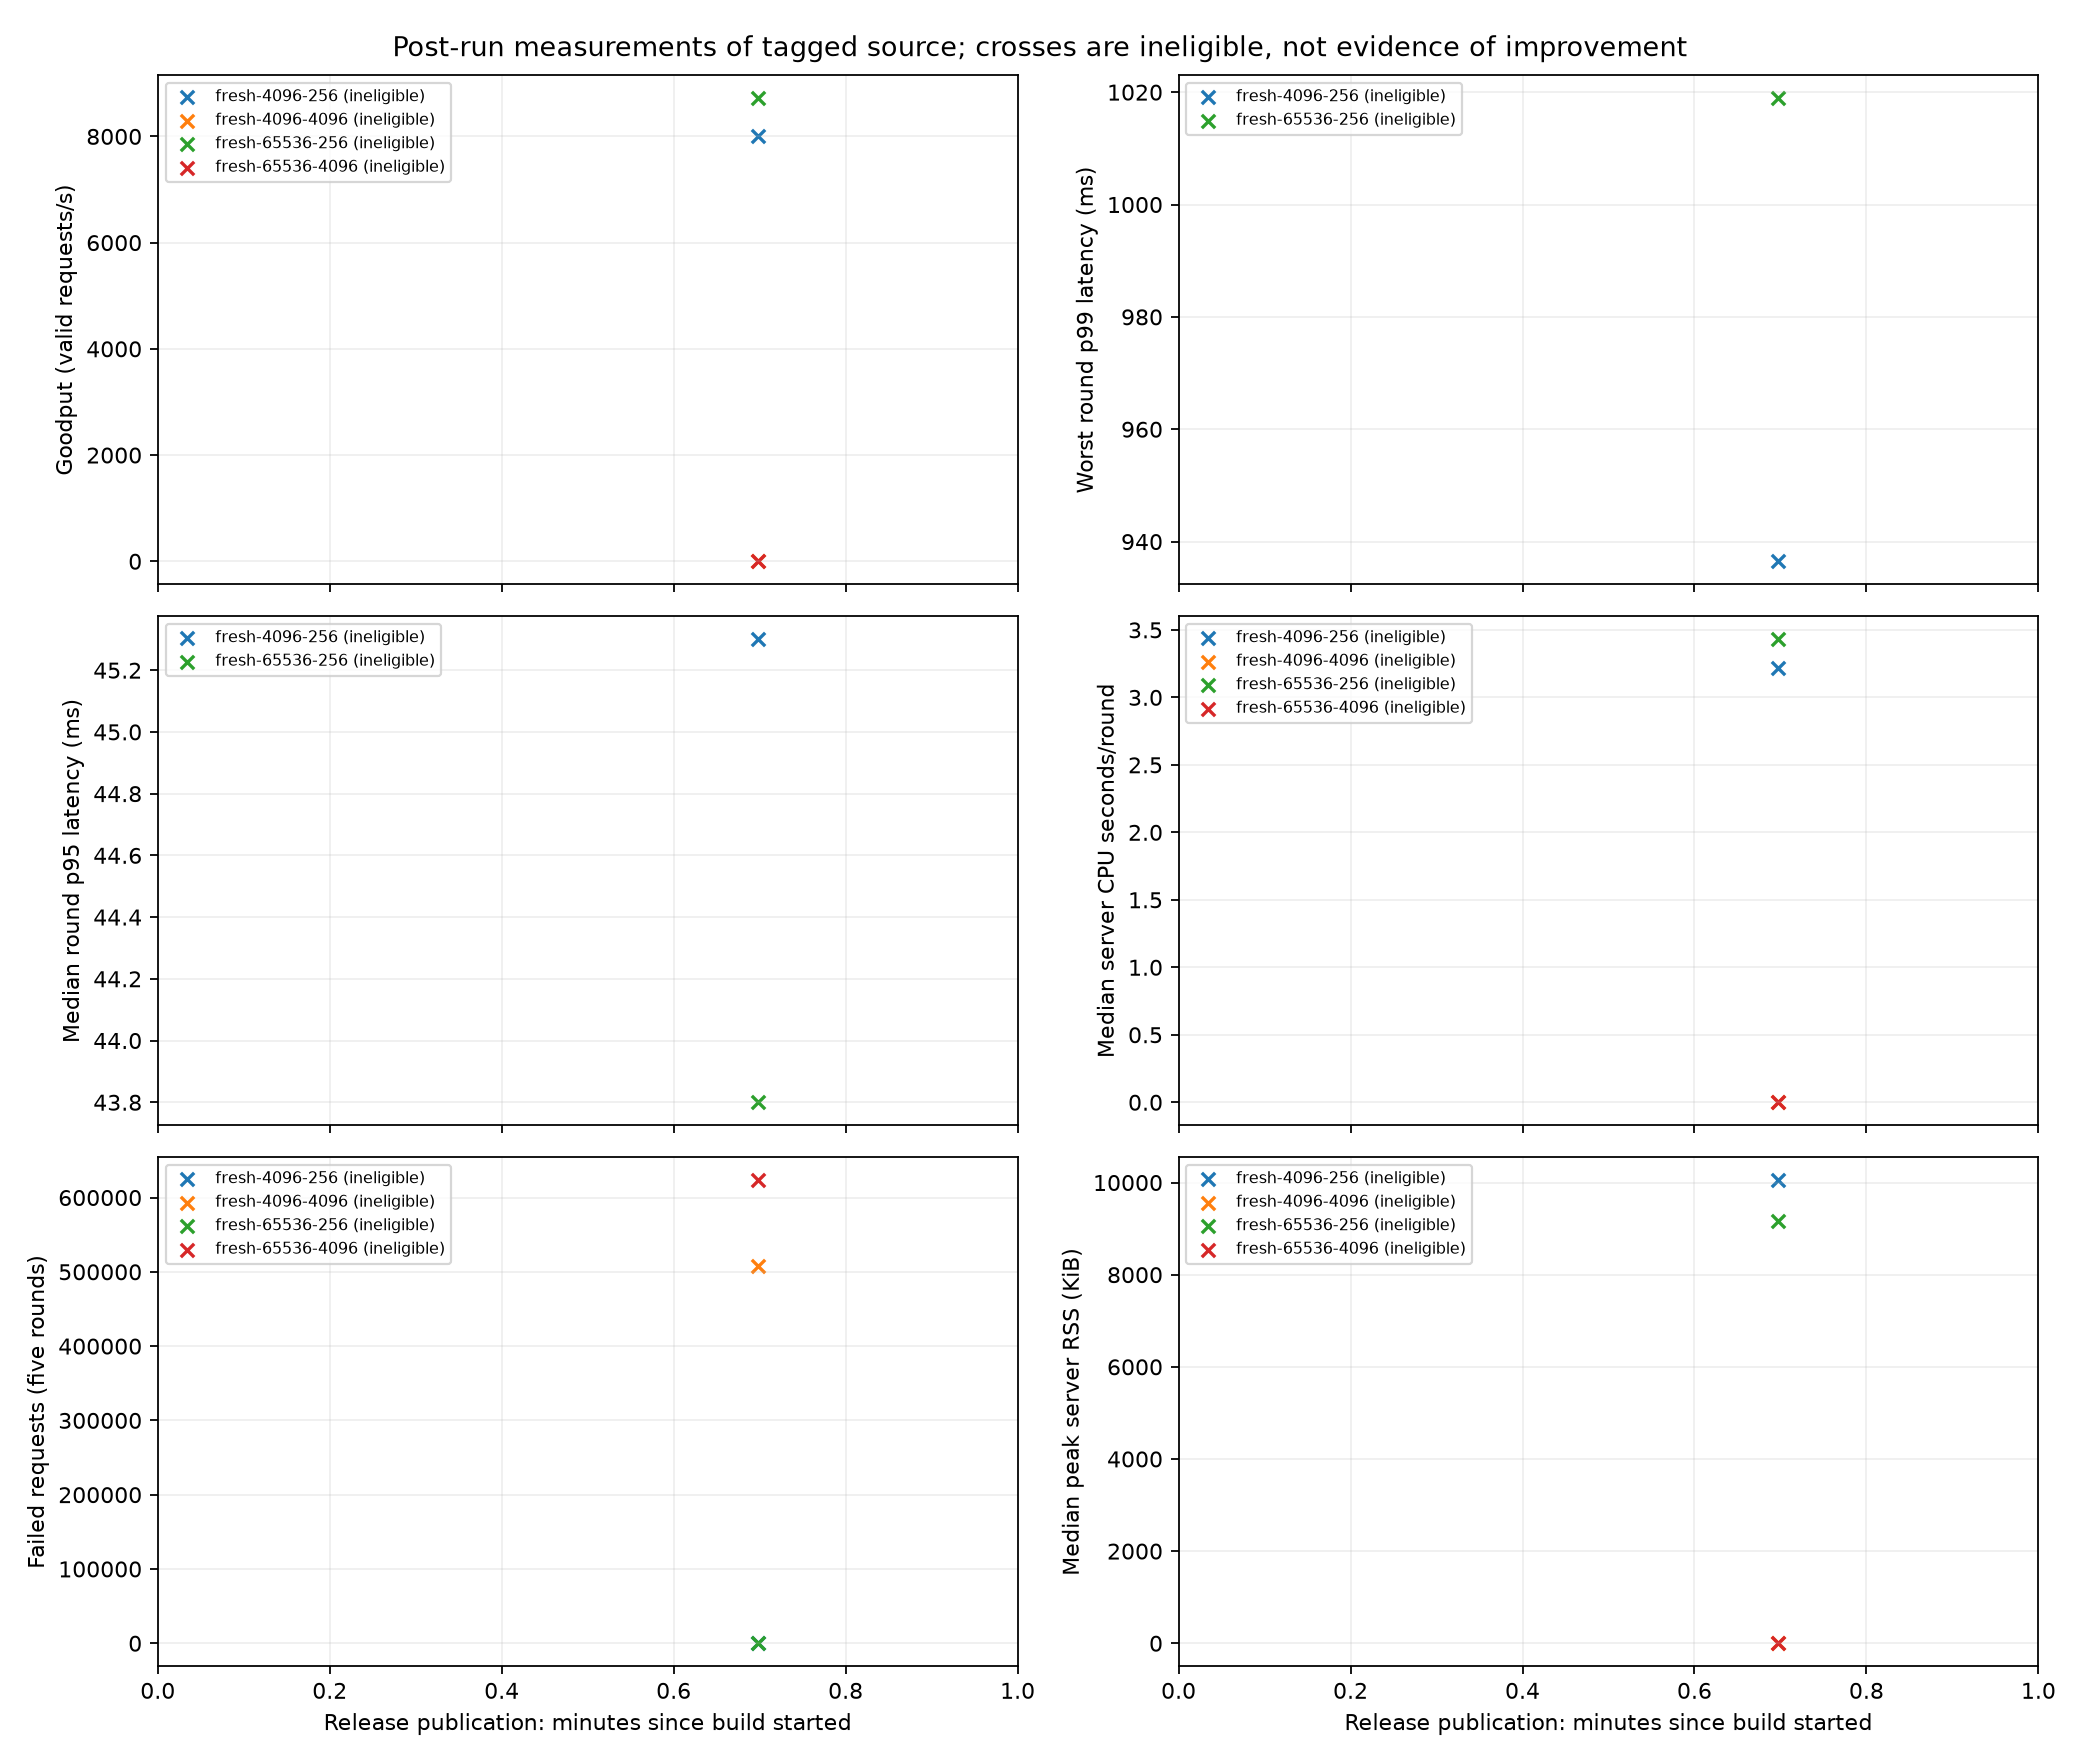 Post-run measurements of tagged source; crosses are ineligible, not evidence of improvement
Goodput (valid requests/s)
8000
6000
4000
2000
0
fresh-4096-256 (ineligible)
fresh-4096-4096 (ineligible)
fresh-65536-256 (ineligible)
fresh-65536-4096 (ineligible)
Worst round p99 latency (ms)
1020
1000
980
960
940
fresh-4096-256 (ineligible)
fresh-65536-256 (ineligible)
Median round p95 latency (ms)
45.2
45.0
44.8
44.6
44.4
44.2
44.0
43.8
fresh-4096-256 (ineligible)
fresh-65536-256 (ineligible)
Median server CPU seconds/round
3.5
3.0
2.5
2.0
1.5
1.0
0.5
0.0
fresh-4096-256 (ineligible)
fresh-4096-4096 (ineligible)
fresh-65536-256 (ineligible)
fresh-65536-4096 (ineligible)
Failed requests (five rounds)
600000
500000
400000
300000
200000
100000
0
fresh-4096-256 (ineligible)
fresh-4096-4096 (ineligible)
fresh-65536-256 (ineligible)
fresh-65536-4096 (ineligible)
0.0 0.2 0.4 0.6 0.8 1.0
Release publication: minutes since build started
Median peak server RSS (KiB)
10000
8000
6000
4000
2000
0
fresh-4096-256 (ineligible)
fresh-4096-4096 (ineligible)
fresh-65536-256 (ineligible)
fresh-65536-4096 (ineligible)
0.0 0.2 0.4 0.6 0.8 1.0
Release publication: minutes since build started